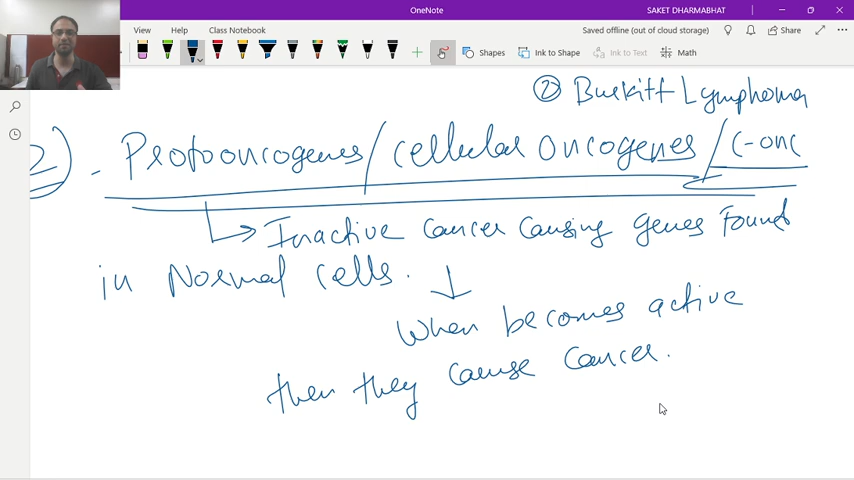 OneNote
SAKET DHARMABHAT
View Help Class Notebook
Saved offline (out of cloud storage)
Share
Shapes
Ink to Shape
Ink to Text
Math
② Burkitt Lymphoma
2). - Protooncogenes/cellular oncogenes/c-onc
Inactive cancer causing genes found
in Normal cells.
When becomes active
then they cause cancer.